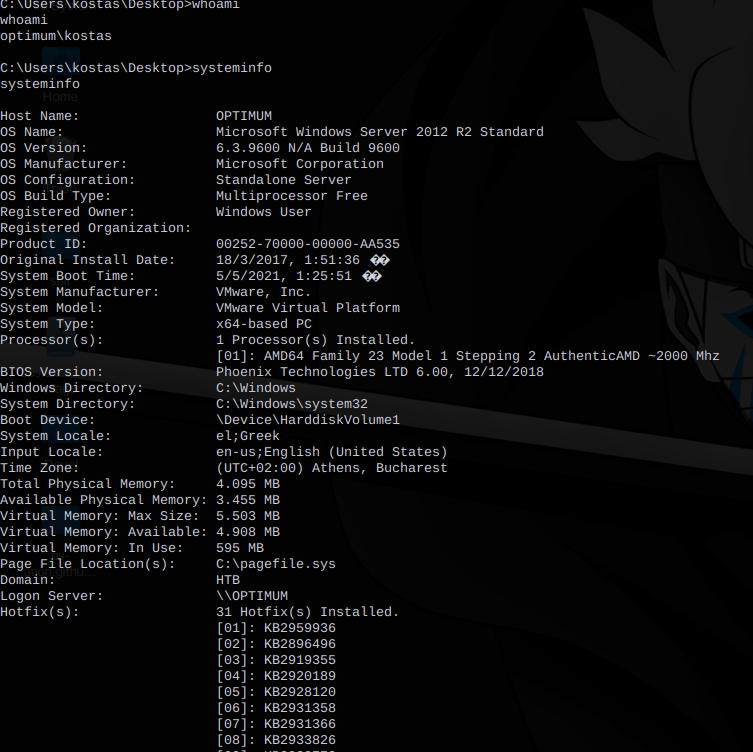 C:\Users\kostas\Desktop>whoami
whoami
optimum\kostas
C:\Users\kostas\Desktop>systeminfo
systeminfo
Host Name: OPTIMUM
OS Name: Microsoft Windows Server 2012 R2 Standard
OS Version: 6.3.9600 N/A Build 9600
OS Manufacturer: Microsoft Corporation
OS Configuration: Standalone Server
OS Build Type: Multiprocessor Free
Registered Owner: Windows User
Registered Organization:
Product ID: 00252-70000-00000-AA535
Original Install Date: 18/3/2017, 1:51:36 ��
System Boot Time: 5/5/2021, 1:25:51 ��
System Manufacturer: VMware, Inc.
System Model: VMware Virtual Platform
System Type: x64-based PC
Processor(s): 1 Processor(s) Installed.
[01]: AMD64 Family 23 Model 1 Stepping 2 AuthenticAMD ~2000 Mhz
BIOS Version: Phoenix Technologies LTD 6.00, 12/12/2018
Windows Directory: C:\Windows
System Directory: C:\Windows\system32
Boot Device: \Device\HarddiskVolume1
System Locale: el;Greek
Input Locale: en-us;English (United States)
Time Zone: (UTC+02:00) Athens, Bucharest
Total Physical Memory: 4.095 MB
Available Physical Memory: 3.455 MB
Virtual Memory: Max Size: 5.503 MB
Virtual Memory: Available: 4.908 MB
Virtual Memory: In Use: 595 MB
Page File Location(s): C:\pagefile.sys
Domain: HTB
Logon Server: \\OPTIMUM
Hotfix(s): 31 Hotfix(s) Installed.
[01]: KB2959936
[02]: KB2896496
[03]: KB2919355
[04]: KB2920189
[05]: KB2928120
[06]: KB2931358
[07]: KB2931366
[08]: KB2933826
Home